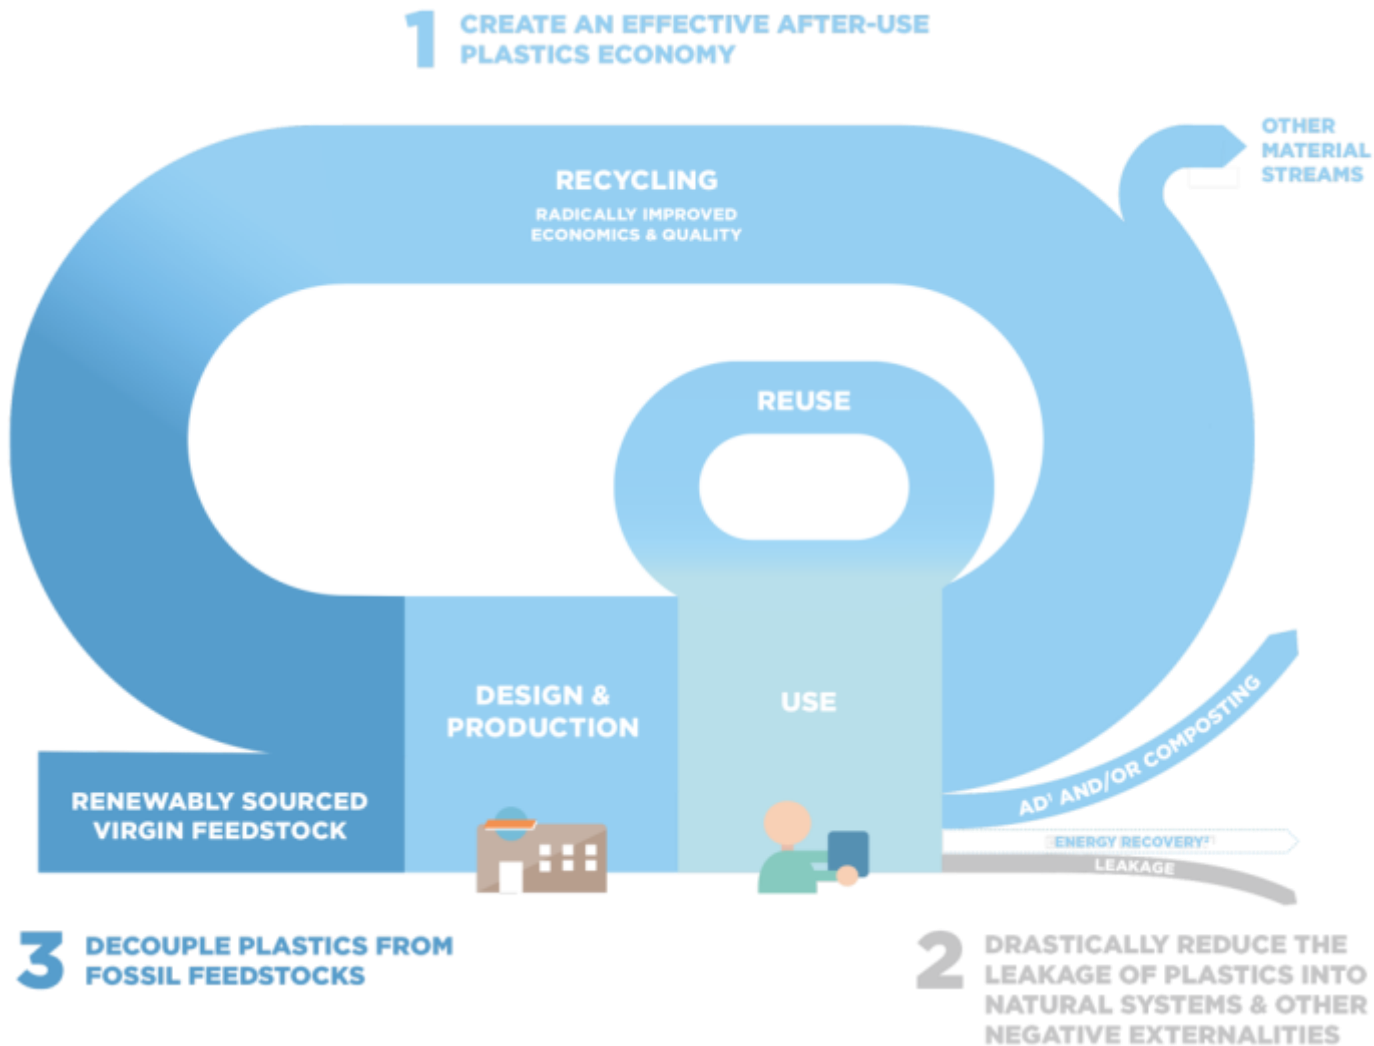 1 CREATE AN EFFECTIVE AFTER-USE
PLASTICS ECONOMY
OTHER
MATERIAL
STREAMS
RECYCLING
RADICALLY IMPROVED
ECONOMICS & QUALITY
REUSE
DESIGN &
PRODUCTION
USE
RENEWABLY SOURCED
VIRGIN FEEDSTOCK
AD¹ AND/OR COMPOSTING
ENERGY RECOVERY²
LEAKAGE
3 DECOUPLE PLASTICS FROM
FOSSIL FEEDSTOCKS
2 DRASTICALLY REDUCE THE
LEAKAGE OF PLASTICS INTO
NATURAL SYSTEMS & OTHER
NEGATIVE EXTERNALITIES